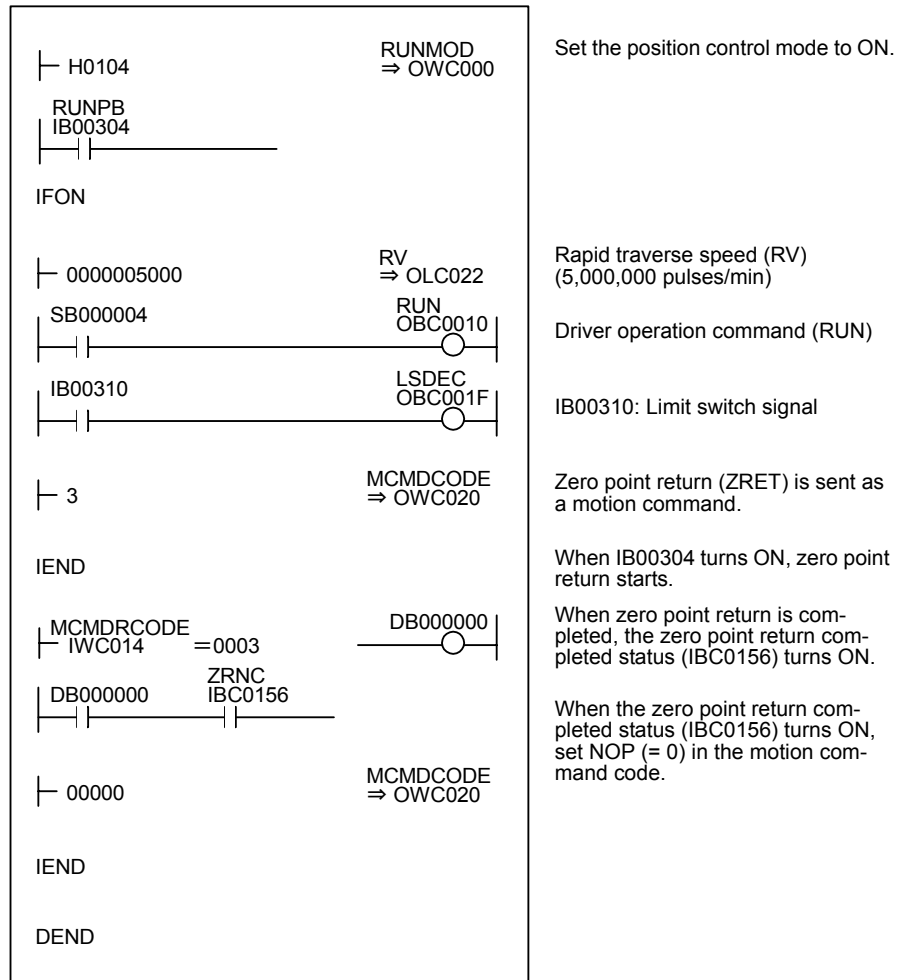 RUNMOD
H0104 ⇒ OWC000
Set the position control mode to ON.
RUNPB
IB00304
IFON
RV
0000005000 ⇒ OLC022
Rapid traverse speed (RV)
(5,000,000 pulses/min)
SB000004
RUN
OBC0010
Driver operation command (RUN)
IB00310
LSDEC
OBC001F
IB00310: Limit switch signal
MCMDCODE
3 ⇒ OWC020
Zero point return (ZRET) is sent as
a motion command.
IEND
When IB00304 turns ON, zero point
return starts.
MCMDRCODE
IWC014 =0003
DB000000
When zero point return is com-
pleted, the zero point return com-
pleted status (IBC0156) turns ON.
ZRNC
DB000000 IBC0156
When the zero point return com-
pleted status (IBC0156) turns ON,
set NOP (= 0) in the motion com-
mand code.
MCMDCODE
00000 ⇒ OWC020
IEND
DEND